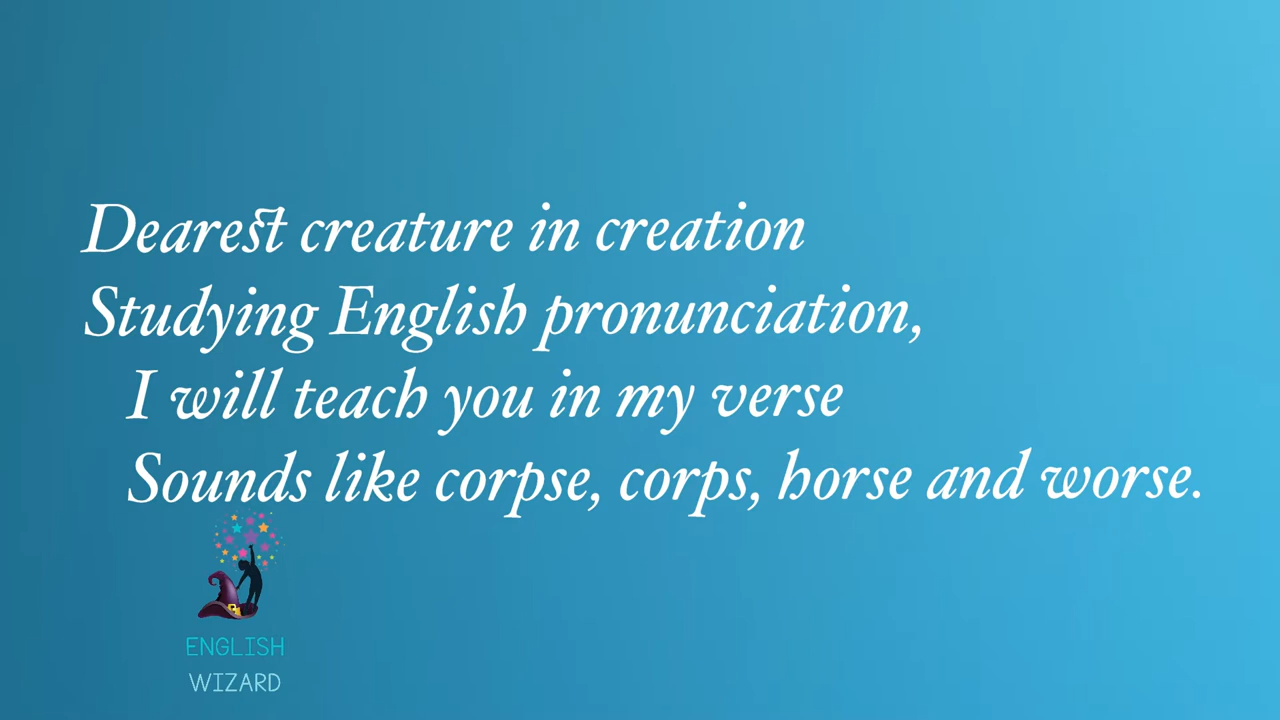 Dearest creature in creation
Studying English pronunciation,
I will teach you in my verse
Sounds like corpse, corps, horse and worse.
ENGLISH
WIZARD